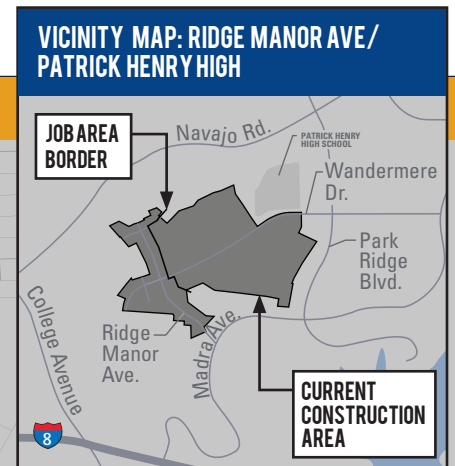 VICINITY MAP: RIDGE MANOR AVE/
PATRICK HENRY HIGH
JOB AREA
BORDER
Navajo Rd.
PATRICK HENRY
HIGH SCHOOL
Wandermere
Dr.
Park
Ridge
Blvd.
College Avenue
Ridge
Manor
Ave.
Madra Ave.
CURRENT
CONSTRUCTION
AREA
8